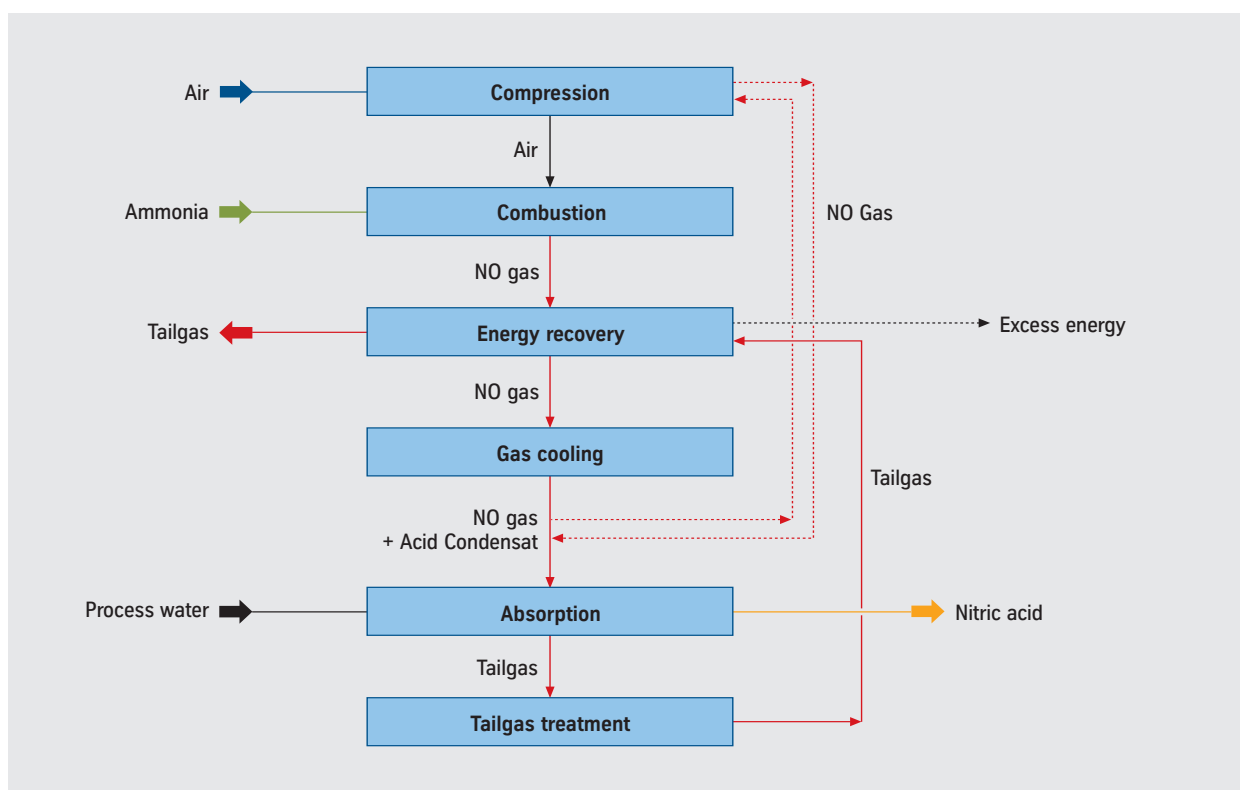 Air
Compression
Air
Ammonia
Combustion
NO Gas
NO gas
Tailgas
Energy recovery
Excess energy
NO gas
Gas cooling
Tailgas
NO gas
+ Acid Condensat
Process water
Absorption
Nitric acid
Tailgas
Tailgas treatment